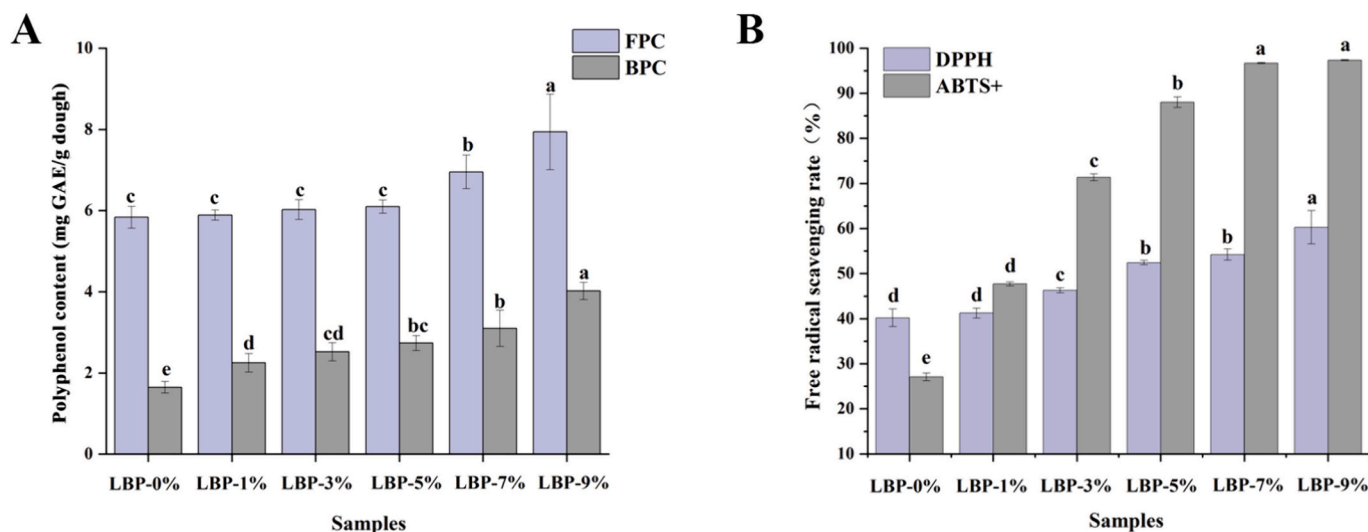 A
Polyphenol content (mg GAE/g dough)
10
8
6
4
2
0
FPC
BPC
c
e
c
d
c
cd
c
bc
b
b
a
a
LBP-0% LBP-1% LBP-3% LBP-5% LBP-7% LBP-9%
Samples
B
Free radical scavenging rate（%）
100
90
80
70
60
50
40
30
20
10
DPPH
ABTS+
d
e
d
d
c
c
b
b
b
a
a
a
LBP-0% LBP-1% LBP-3% LBP-5% LBP-7% LBP-9%
Samples